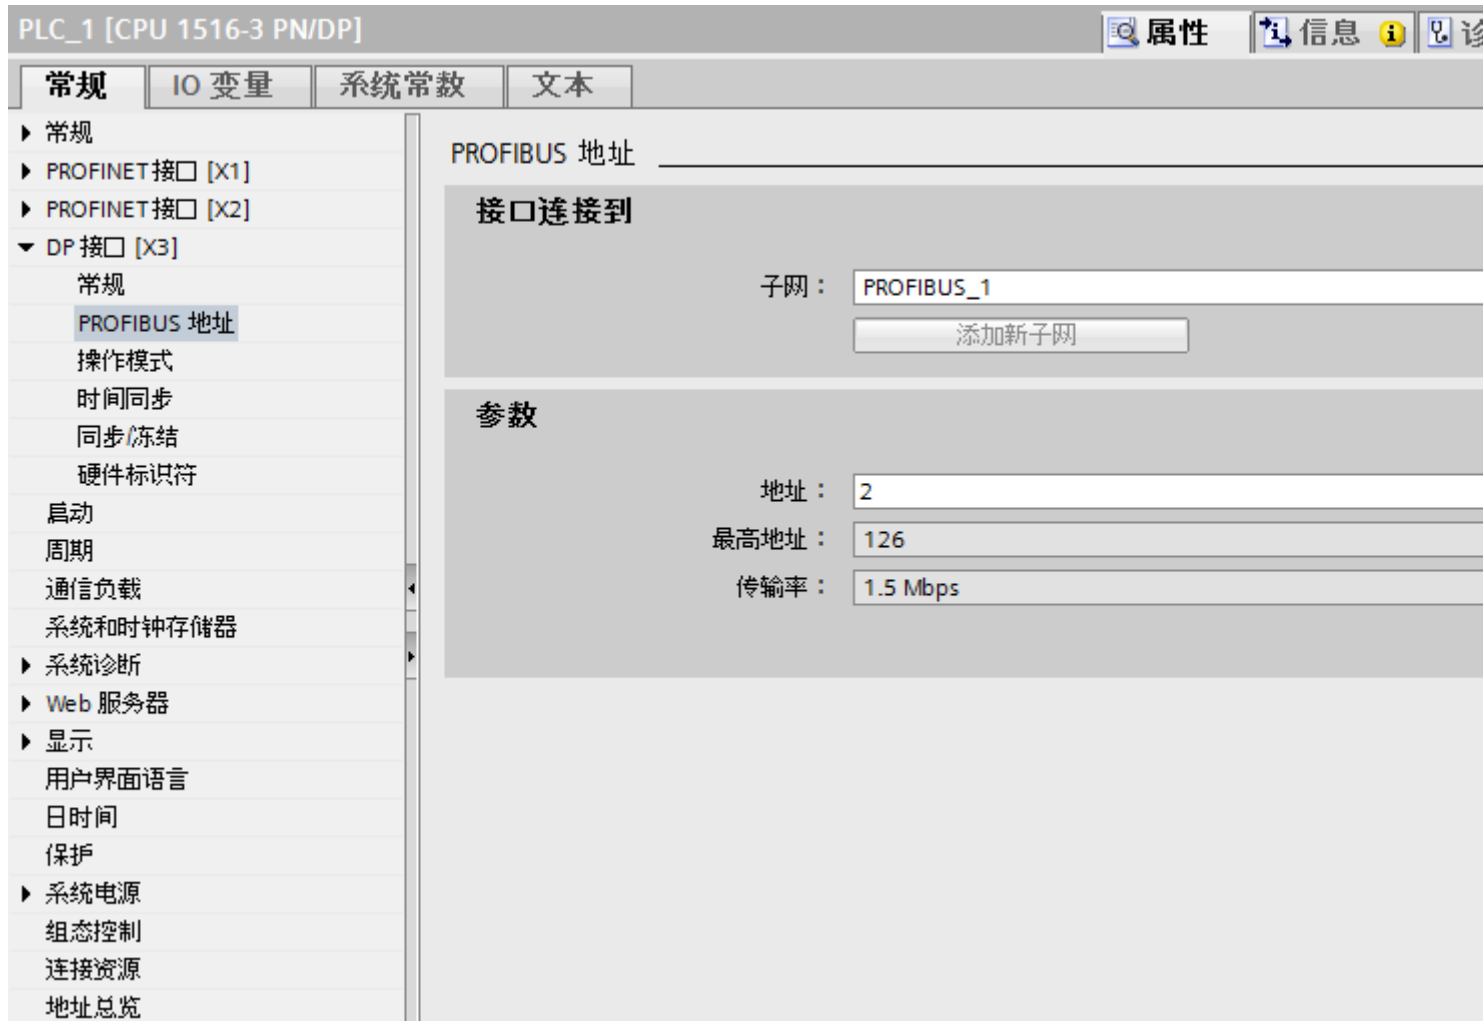 PLC_1 [CPU 1516-3 PN/DP]
属性 信息 诊
常规 IO 变量 系统常数 文本
常规
PROFINET接口 [X1]
PROFINET接口 [X2]
DP 接口 [X3]
常规
PROFIBUS 地址
操作模式
时间同步
同步/冻结
硬件标识符
启动
周期
通信负载
系统和时钟存储器
系统诊断
Web 服务器
显示
用户界面语言
日时间
保护
系统电源
组态控制
连接资源
地址总览
PROFIBUS 地址
接口连接到
子网： PROFIBUS_1
添加新子网
参数
地址： 2
最高地址： 126
传输率： 1.5 Mbps